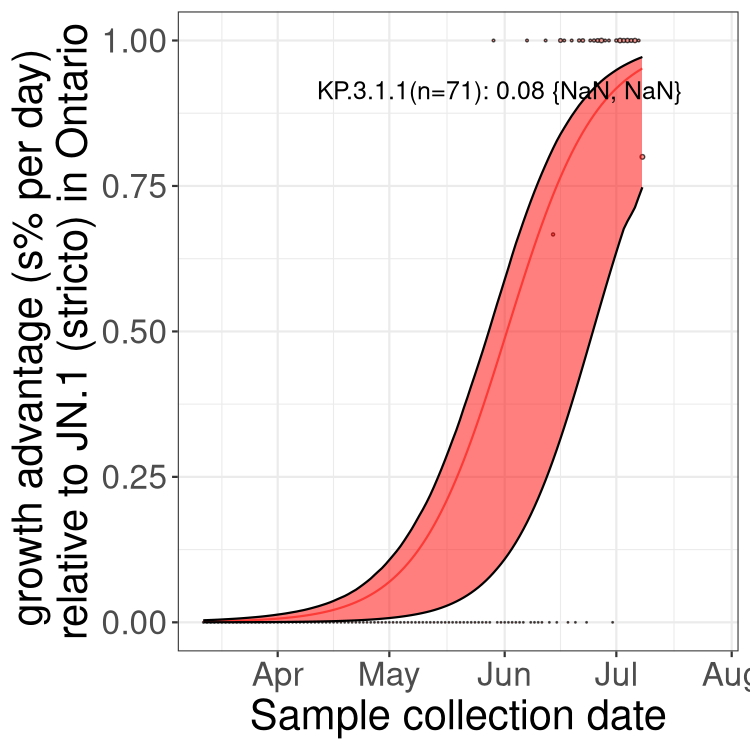 growth advantage (s% per day)
relative to JN.1 (stricto) in Ontario
1.00
0.75
0.50
0.25
0.00
KP.3.1.1(n=71): 0.08 {NaN, NaN}
Apr May Jun Jul Aug
Sample collection date